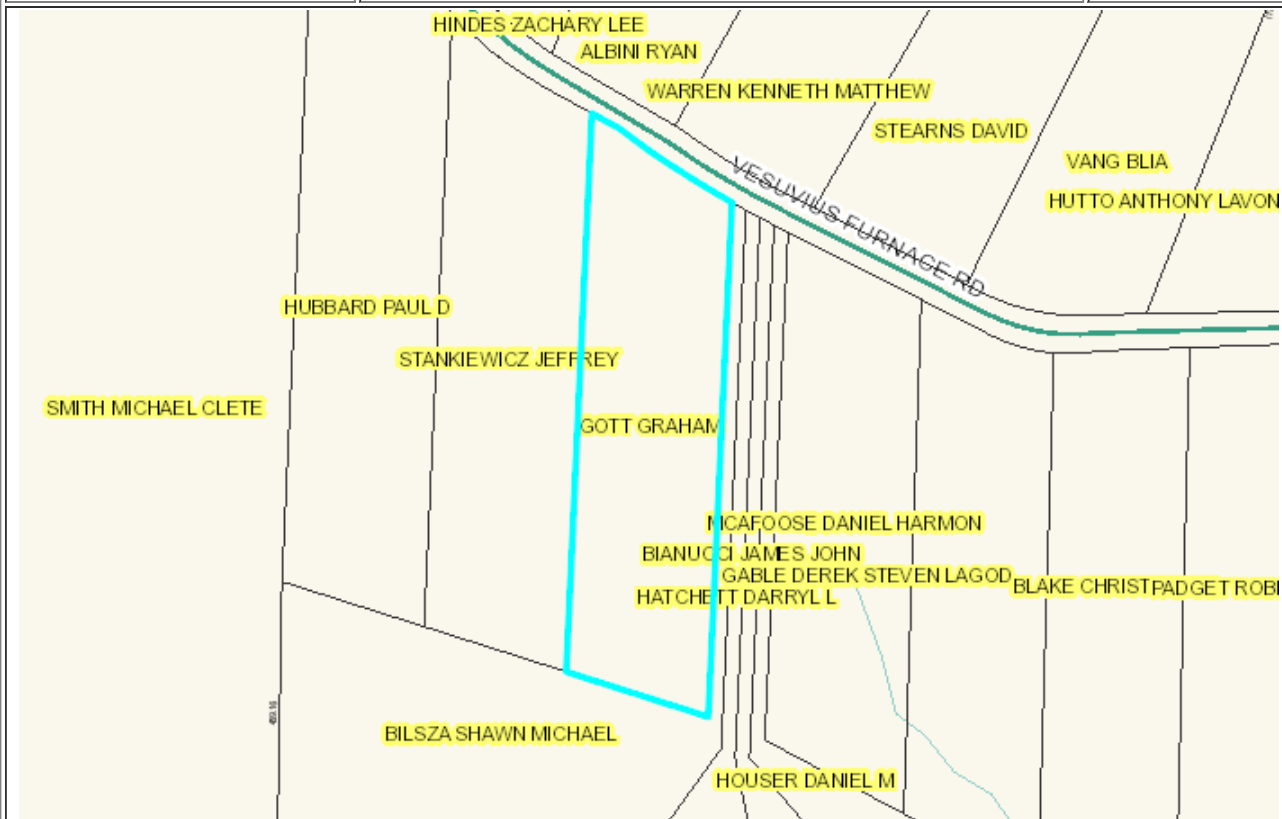 HINDES ZACHARY LEE
ALBINI RYAN
WARREN KENNETH MATTHEW
STEARNS DAVID
VANG BLIA
VESUVIUS FURNACE RD
HUTTO ANTHONY LAVON
HUBBARD PAUL D
STANKIEWICZ JEFFREY
SMITH MICHAEL CLETE
GOTT GRAHAM
MCAFOOSE DANIEL HARMON
BIANUCCI JAMES JOHN
GABLE DEREK STEVEN LAGOD
BLAKE CHRIST
PADGET ROB
HATCHETT DARRYL L
BILSZA SHAWN MICHAEL
HOUSER DANIEL M